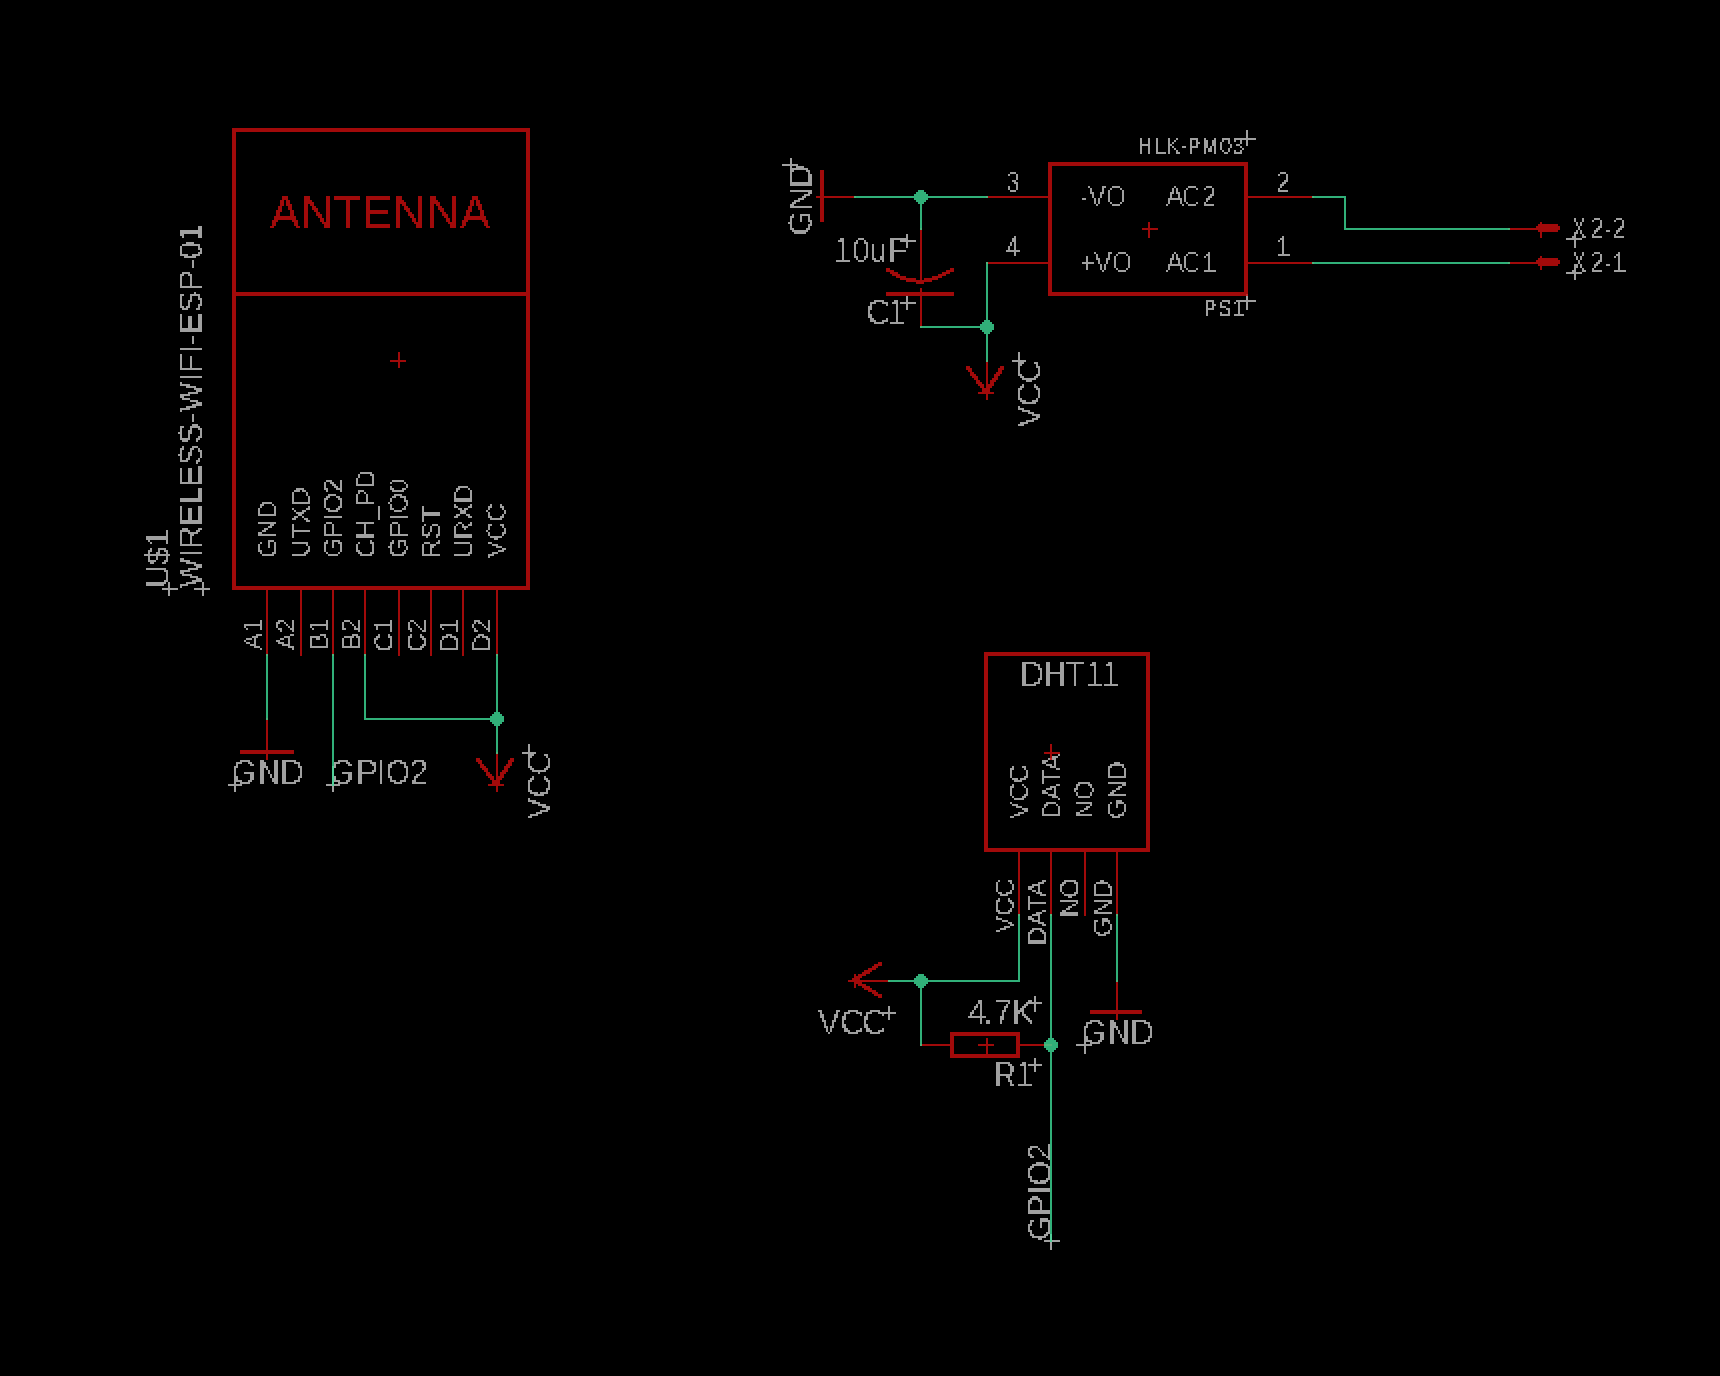 ANTENNA
U$1
WIRELESS-WIFI-ESP-01
GND
UTXD
GPIO2
CH_PD
GPIO0
RST
URXD
VCC
A1
A2
B1
B2
C1
C2
D1
D2
GND
GPIO2
VCC
HLK-PM03
GND
3
-VO
AC2
2
X2-2
10uF
4
+VO
AC1
1
X2-1
C1
PS1
VCC
DHT11
VCC
DATA
NO
GND
VCC
DATA
NO
GND
VCC
4.7K
R1
GND
GPIO2